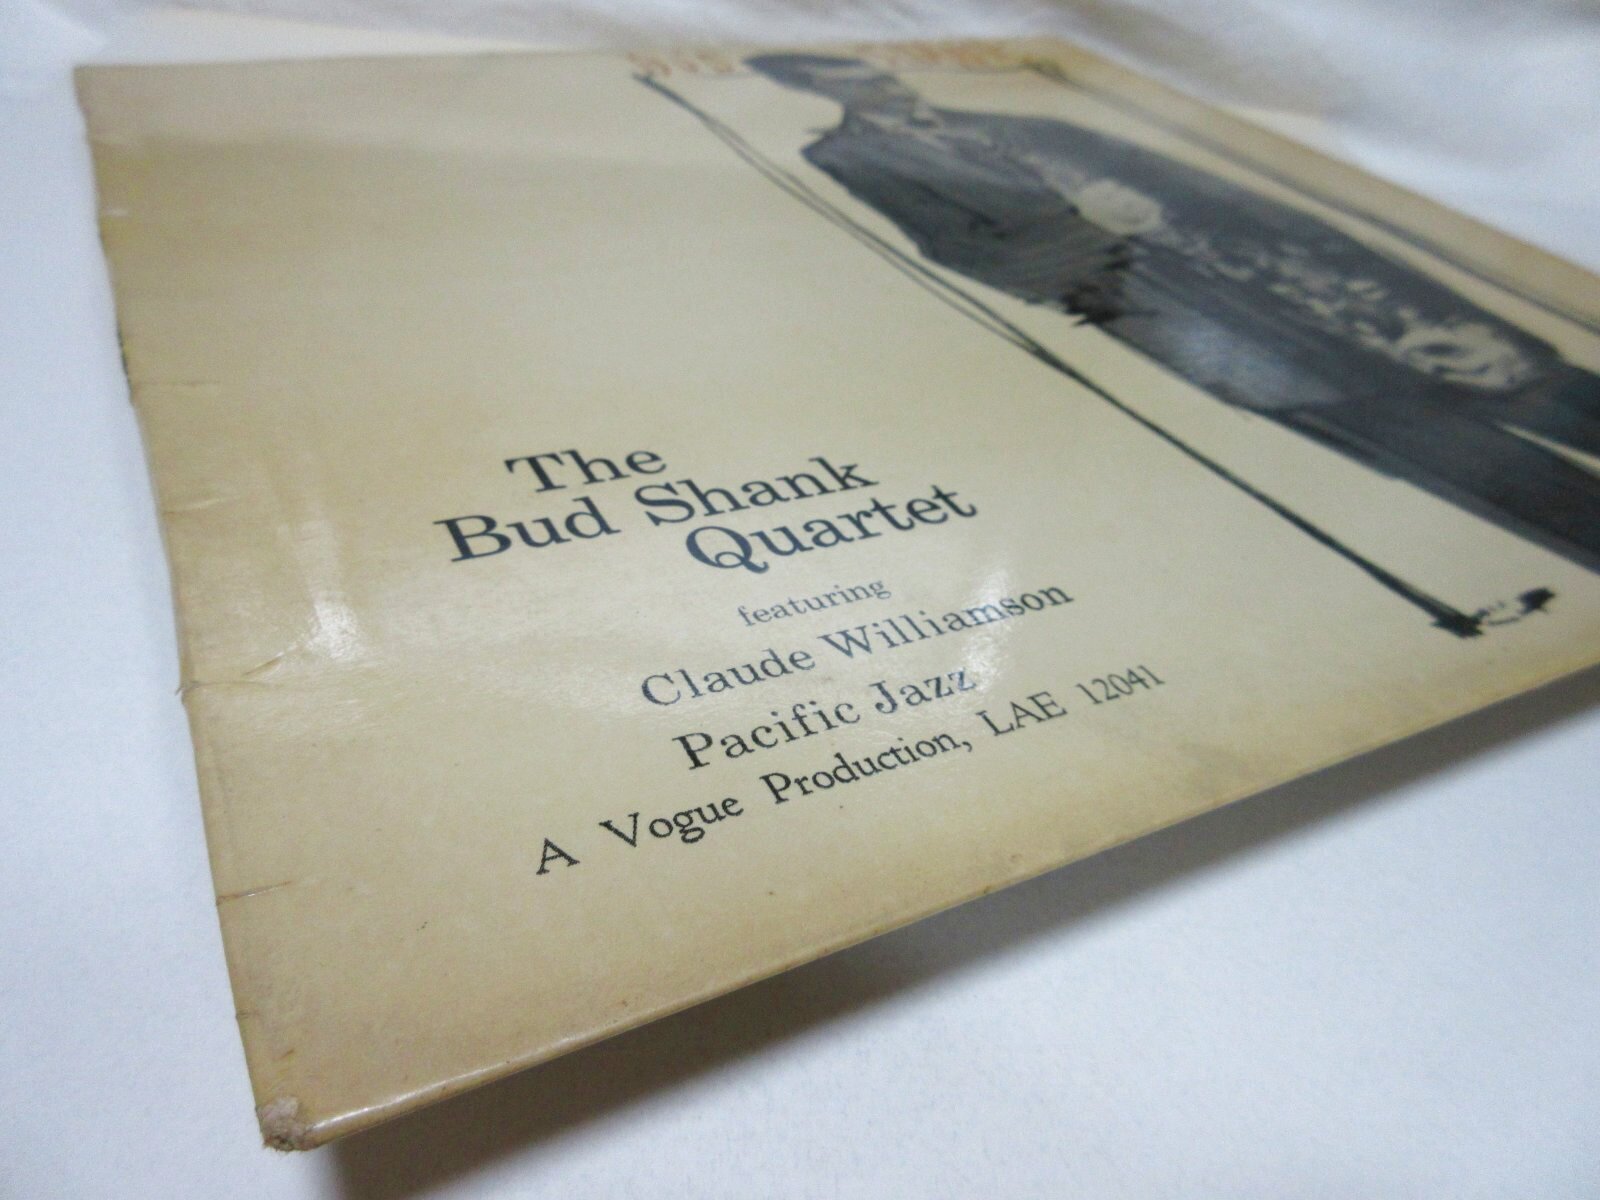 The
Bud Shank
Quartet
featuring
Claude Williamson
Pacific Jazz
A Vogue Production, LAE 12041